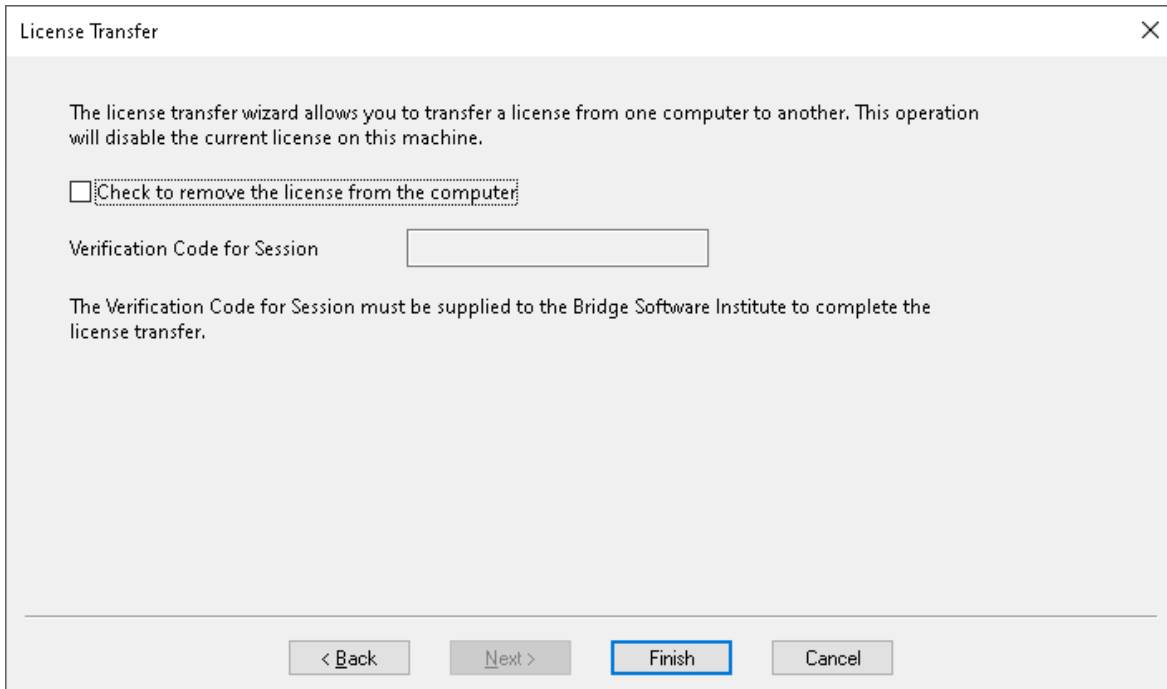 License Transfer
The license transfer wizard allows you to transfer a license from one computer to another. This operation
will disable the current license on this machine.
Check to remove the license from the computer
Verification Code for Session
The Verification Code for Session must be supplied to the Bridge Software Institute to complete the
license transfer.
< Back
Next >
Finish
Cancel